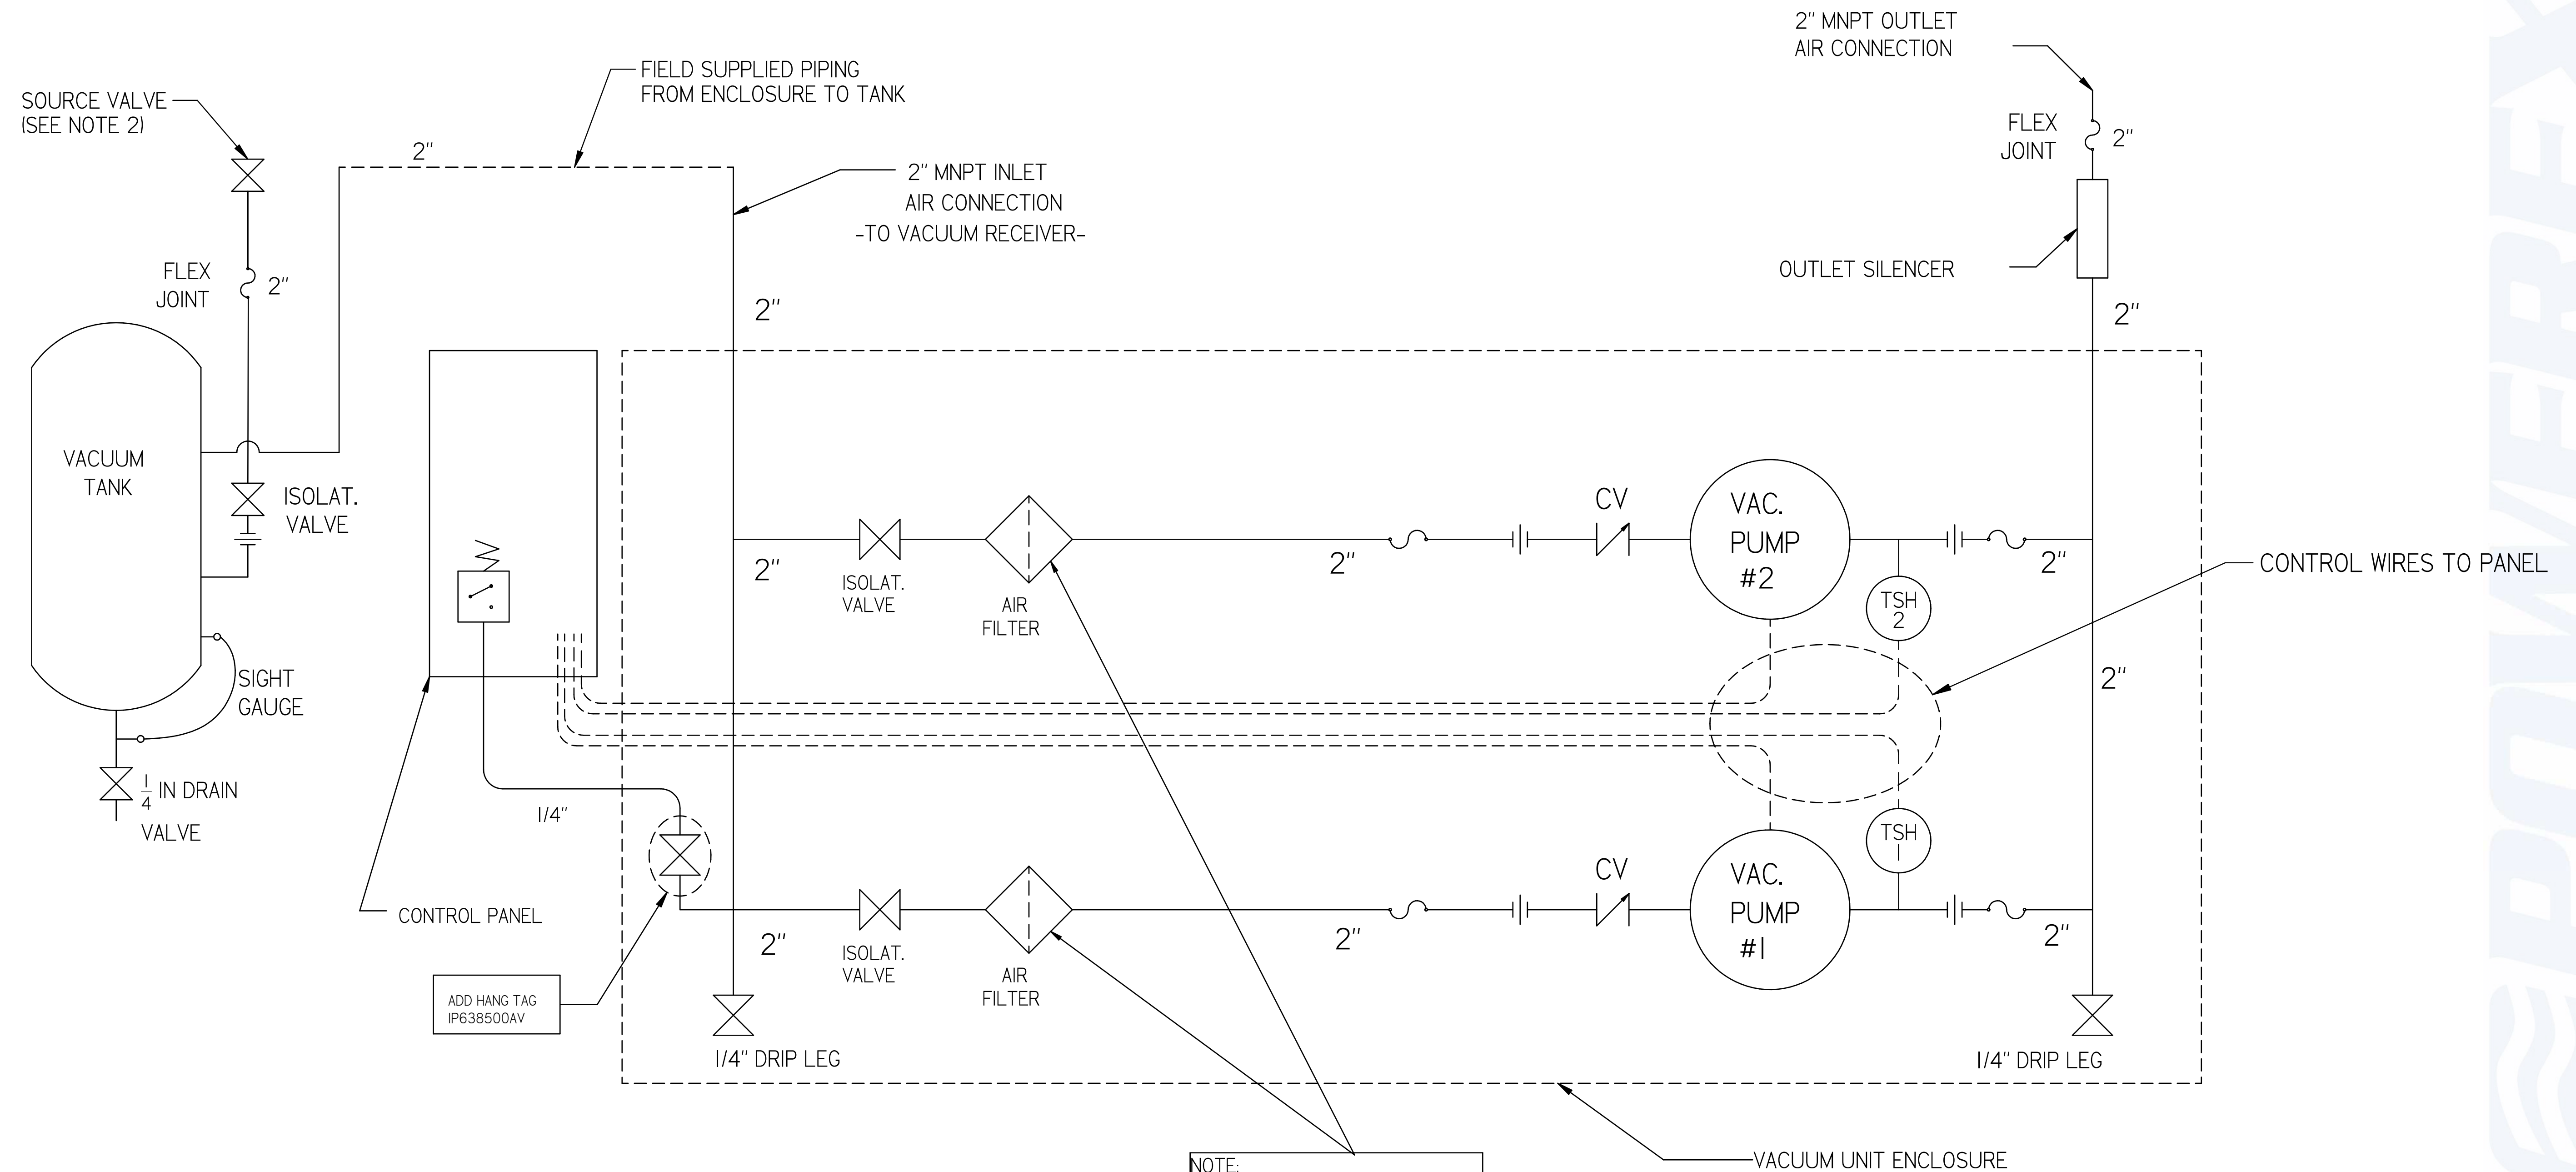 2" MNPT OUTLET
AIR CONNECTION
FIELD SUPPLIED PIPING
FROM ENCLOSURE TO TANK
SOURCE VALVE
(SEE NOTE 2)
FLEX
JOINT
2"
2"
2" MNPT INLET
AIR CONNECTION
-TO VACUUM RECEIVER-
FLEX
JOINT
2"
OUTLET SILENCER
2"
2"
VACUUM
TANK
ISOLAT.
VALVE
CV
VAC.
PUMP
#2
2"
ISOLAT.
VALVE
AIR
FILTER
2"
TSH
2
2"
CONTROL WIRES TO PANEL
SIGHT
GAUGE
2"
1/4 IN DRAIN
VALVE
1/4"
TSH
1
CV
VAC.
PUMP
#1
CONTROL PANEL
2"
ISOLAT.
VALVE
AIR
FILTER
2"
2"
ADD HANG TAG
IP638500AV
1/4" DRIP LEG
1/4" DRIP LEG
NOTE:
VACUUM UNIT ENCLOSURE
POWEREX